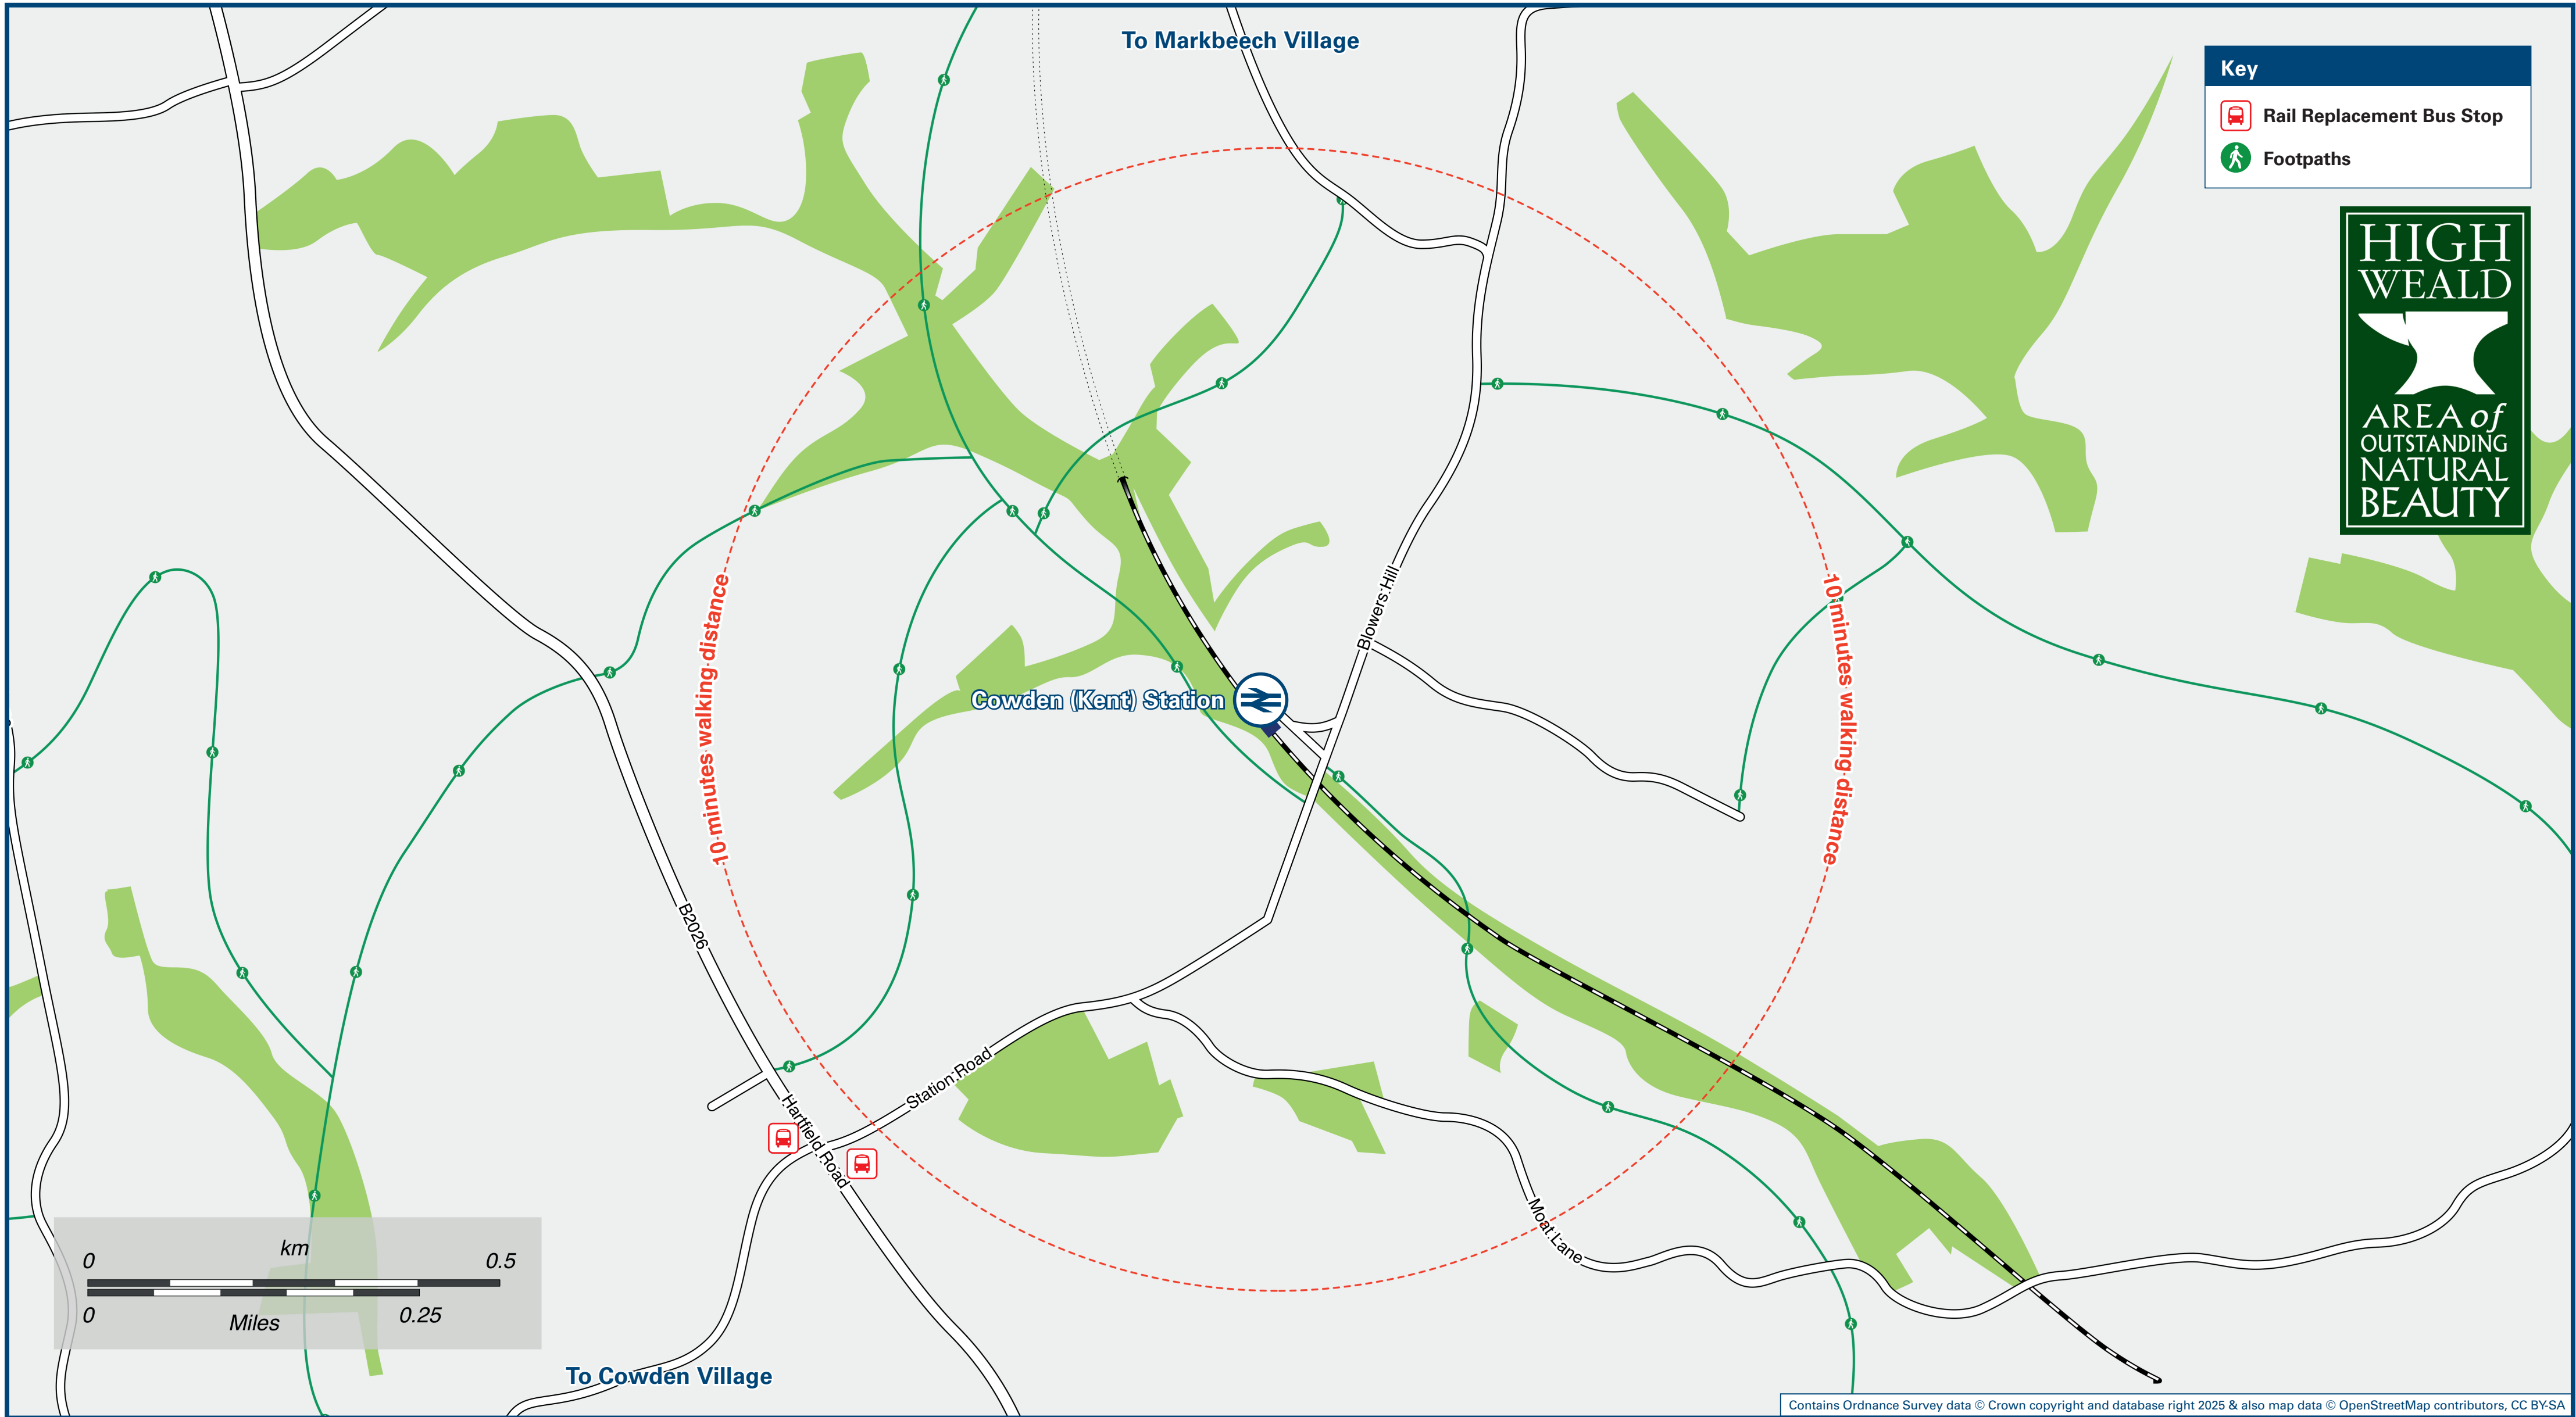 To Markbeech Village
Key
Rail Replacement Bus Stop
Footpaths
HIGH
WEALD
AREA of
OUTSTANDING
NATURAL
BEAUTY
10 minutes walking distance
10 minutes walking distance
Blowers Hill
Cowden (Kent) Station
B2026
Station Road
Hartfield Road
Moat Lane
km
0 0.5
0 0.25
Miles
To Cowden Village
Contains Ordnance Survey data © Crown copyright and database right 2025 & also map data © OpenStreetMap contributors, CC BY-SA